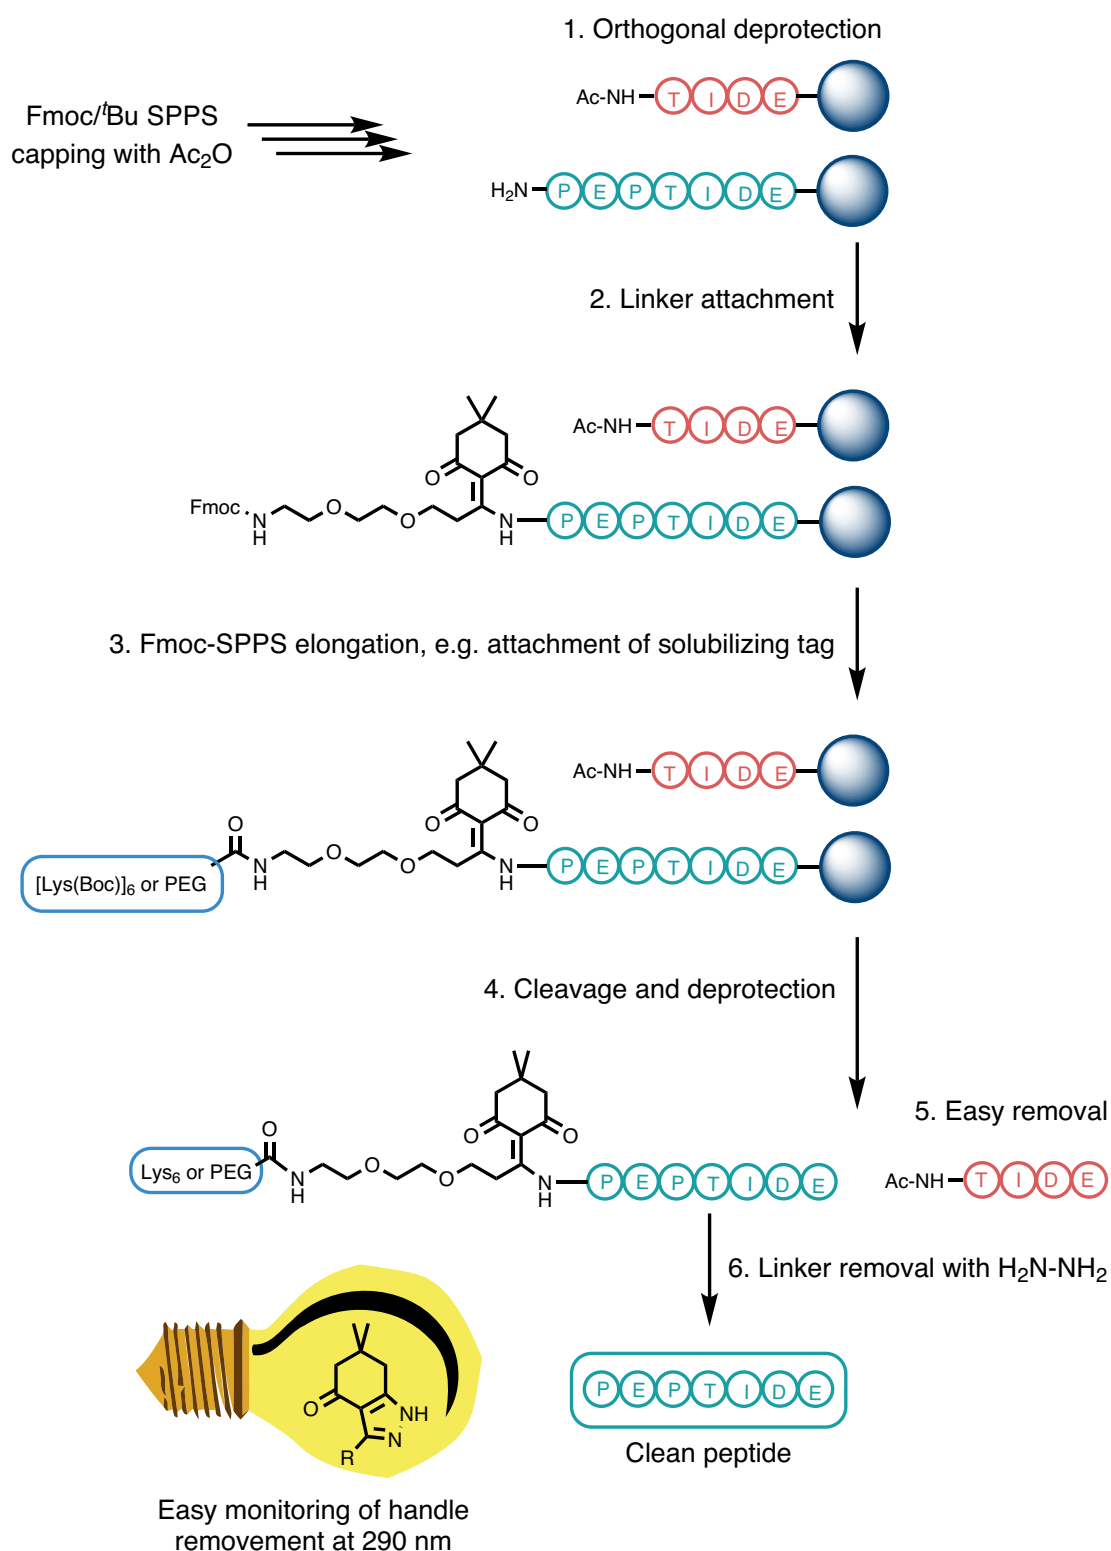 1. Orthogonal deprotection
Ac-NH T I D E
Fmoc/tBu SPPS
capping with Ac2O
H2N P E P T I D E
2. Linker attachment
Ac-NH T I D E
O O
Fmoc N H O O N H P E P T I D E
3. Fmoc-SPPS elongation, e.g. attachment of solubilizing tag
Ac-NH T I D E
O O O
[Lys(Boc)]6 or PEG N H O O N H P E P T I D E
4. Cleavage and deprotection
5. Easy removal
O O O
Lys6 or PEG N H O O N H P E P T I D E
Ac-NH T I D E
6. Linker removal with H2N-NH2
O NH N R
P E P T I D E
Clean peptide
Easy monitoring of handle
removement at 290 nm